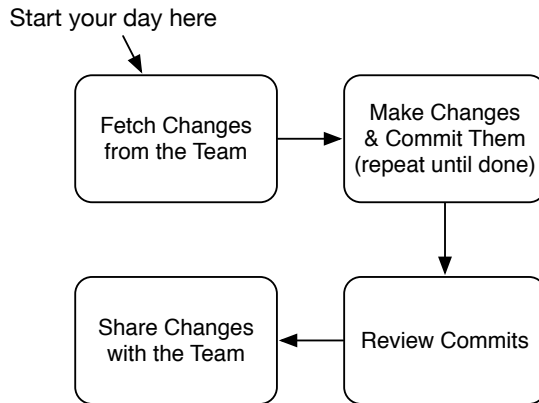 Start your day here
Fetch Changes
from the Team
Make Changes
& Commit Them
(repeat until done)
Share Changes
with the Team
Review Commits